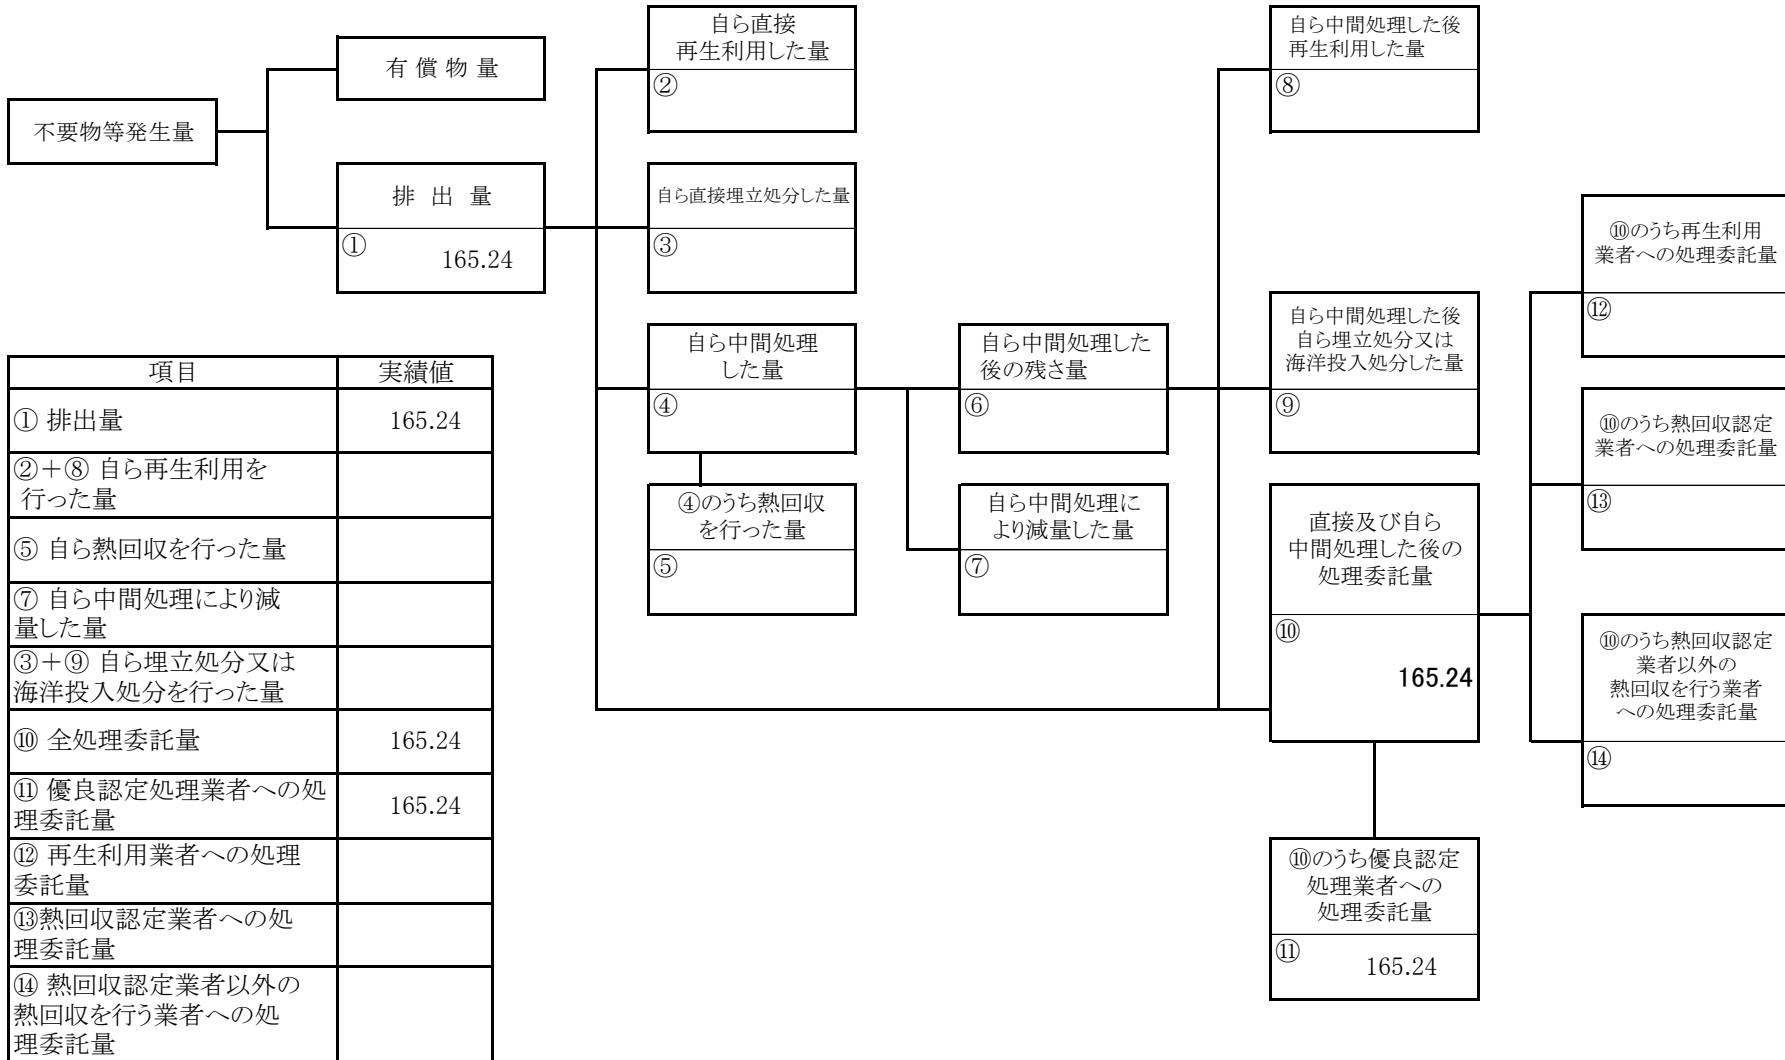 不要物等発生量
有 償 物 量
排 出 量
①
165.24
自ら直接
再生利用した量
②
自ら直接埋立処分した量
③
自ら中間処理
した量
④
④のうち熱回収
を行った量
⑤
自ら中間処理した
後の残さ量
⑥
自ら中間処理に
より減量した量
⑦
自ら中間処理した後
再生利用した量
⑧
自ら中間処理した後
自ら埋立処分又は
海洋投入処分した量
⑨
直接及び自ら
中間処理した後の
処理委託量
⑩
165.24
⑩のうち優良認定
処理業者への
処理委託量
⑪
165.24
⑩のうち再生利用
業者への処理委託量
⑫
⑩のうち熱回収認定
業者への処理委託量
⑬
⑩のうち熱回収認定
業者以外の
熱回収を行う業者
への処理委託量
⑭
項目 実績値
① 排出量 165.24
②+⑧ 自ら再生利用を
行った量
⑤ 自ら熱回収を行った量
⑦ 自ら中間処理により減
量した量
③+⑨ 自ら埋立処分又は
海洋投入処分を行った量
⑩ 全処理委託量 165.24
⑪ 優良認定処理業者への処
理委託量 165.24
⑫ 再生利用業者への処理
委託量
⑬熱回収認定業者への処
理委託量
⑭ 熱回収認定業者以外の
熱回収を行う業者への処
理委託量